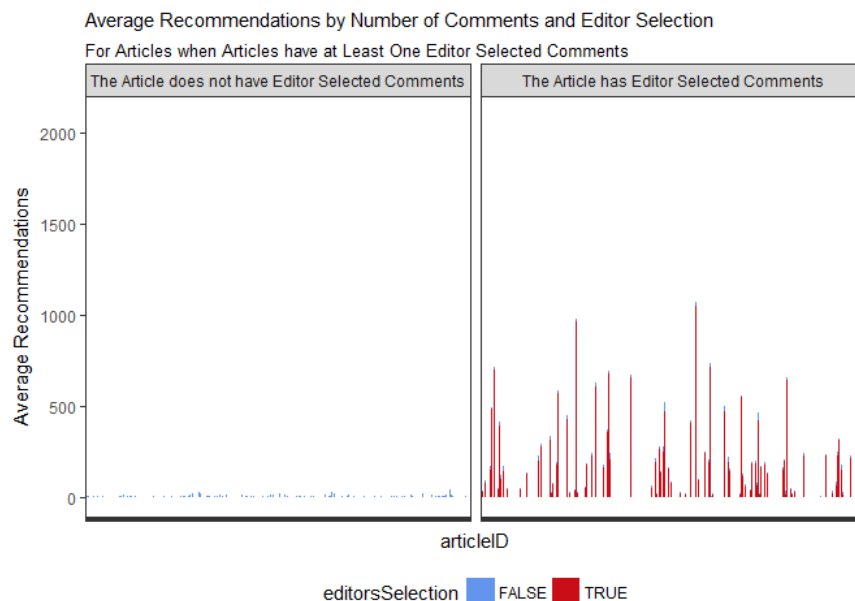 Average Recommendations by Number of Comments and Editor Selection
For Articles when Articles have at Least One Editor Selected Comments
The Article does not have Editor Selected Comments
The Article has Editor Selected Comments
2000
1500
1000
500
0
Average Recommendations
articleID
editorsSelection FALSE TRUE